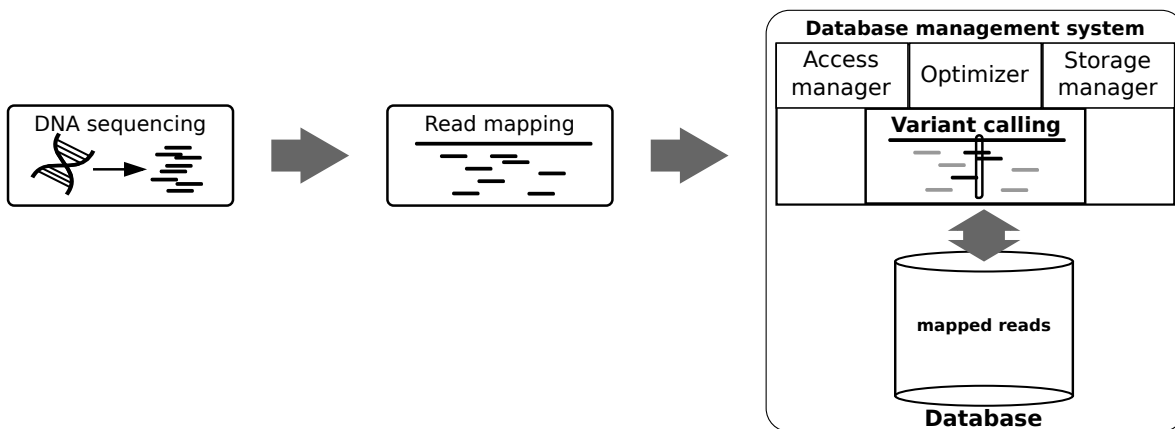 Database management system
Access
manager
Optimizer
Storage
manager
DNA sequencing
Read mapping
Variant calling
mapped reads
Database